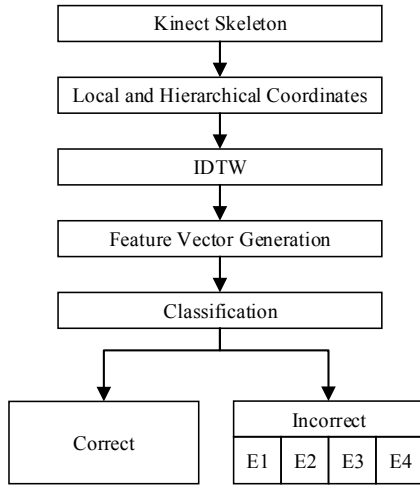 Kinect Skeleton
Local and Hierarchical Coordinates
IDTW
Feature Vector Generation
Classification
Correct
Incorrect
E1 E2 E3 E4